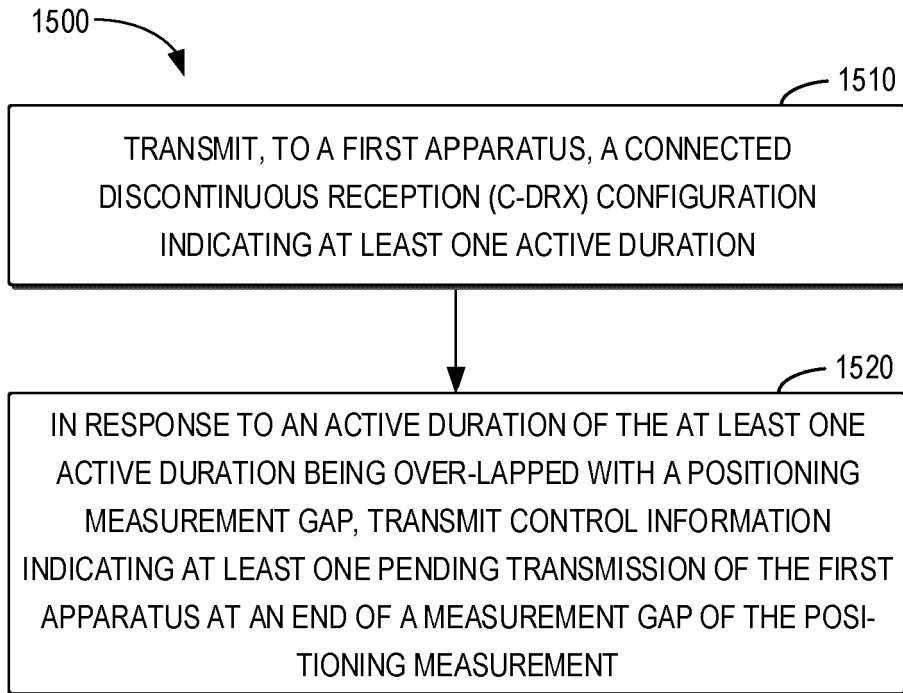 1500
1510
TRANSMIT, TO A FIRST APPARATUS, A CONNECTED
DISCONTINUOUS RECEPTION (C-DRX) CONFIGURATION
INDICATING AT LEAST ONE ACTIVE DURATION
1520
IN RESPONSE TO AN ACTIVE DURATION OF THE AT LEAST ONE
ACTIVE DURATION BEING OVER-LAPPED WITH A POSITIONING
MEASUREMENT GAP, TRANSMIT CONTROL INFORMATION
INDICATING AT LEAST ONE PENDING TRANSMISSION OF THE FIRST
APPARATUS AT AN END OF A MEASUREMENT GAP OF THE POSI-
TIONING MEASUREMENT